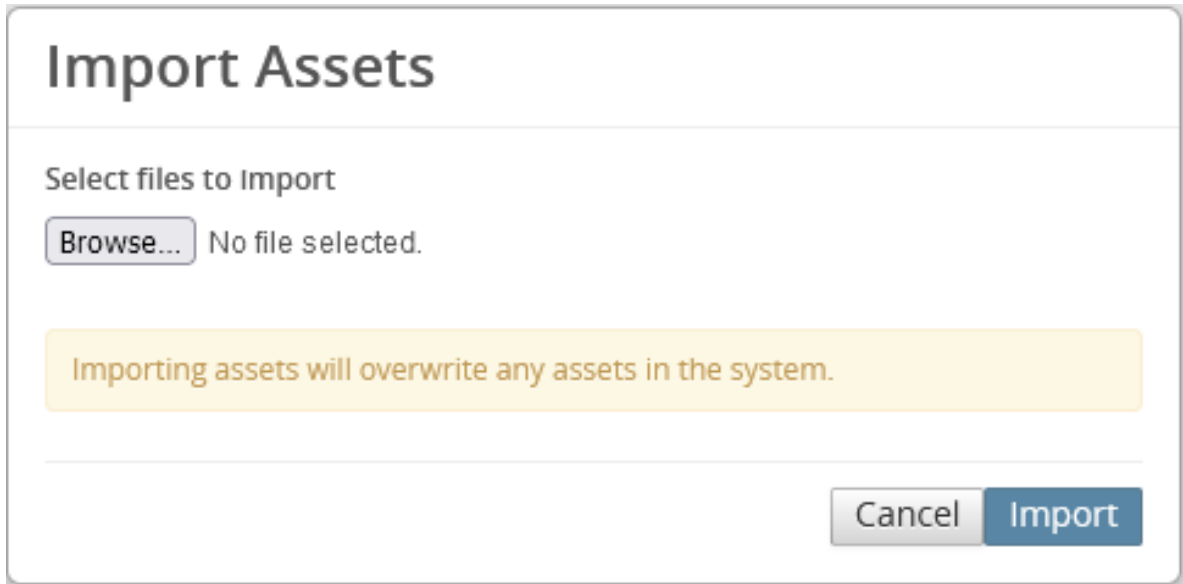 Import Assets
Select files to Import
Browse... No file selected.
Importing assets will overwrite any assets in the system.
Cancel Import